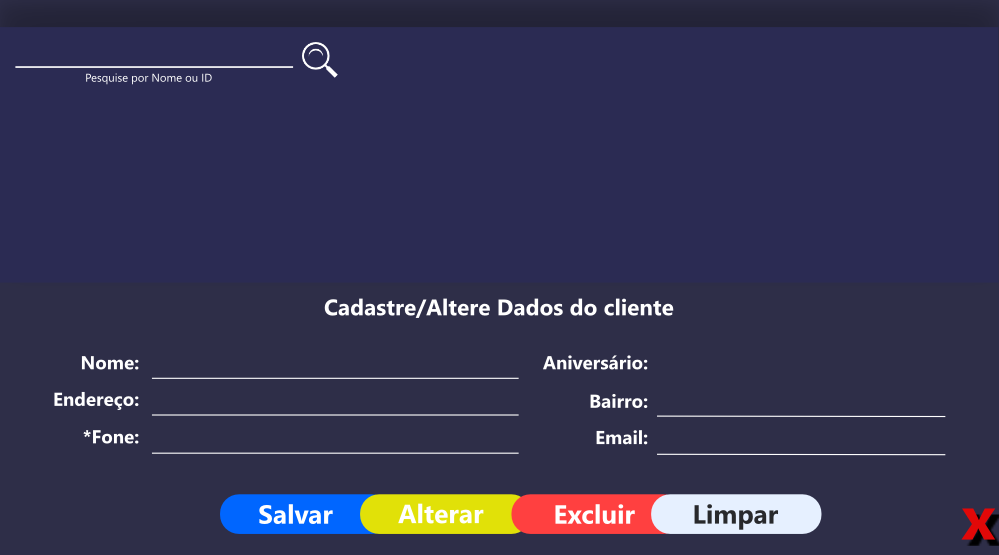 Pesquise por Nome ou ID
Cadastre/Altere Dados do cliente
Nome:
Aniversário:
Endereço:
Bairro:
*Fone:
Email:
Salvar Alterar Excluir Limpar
X